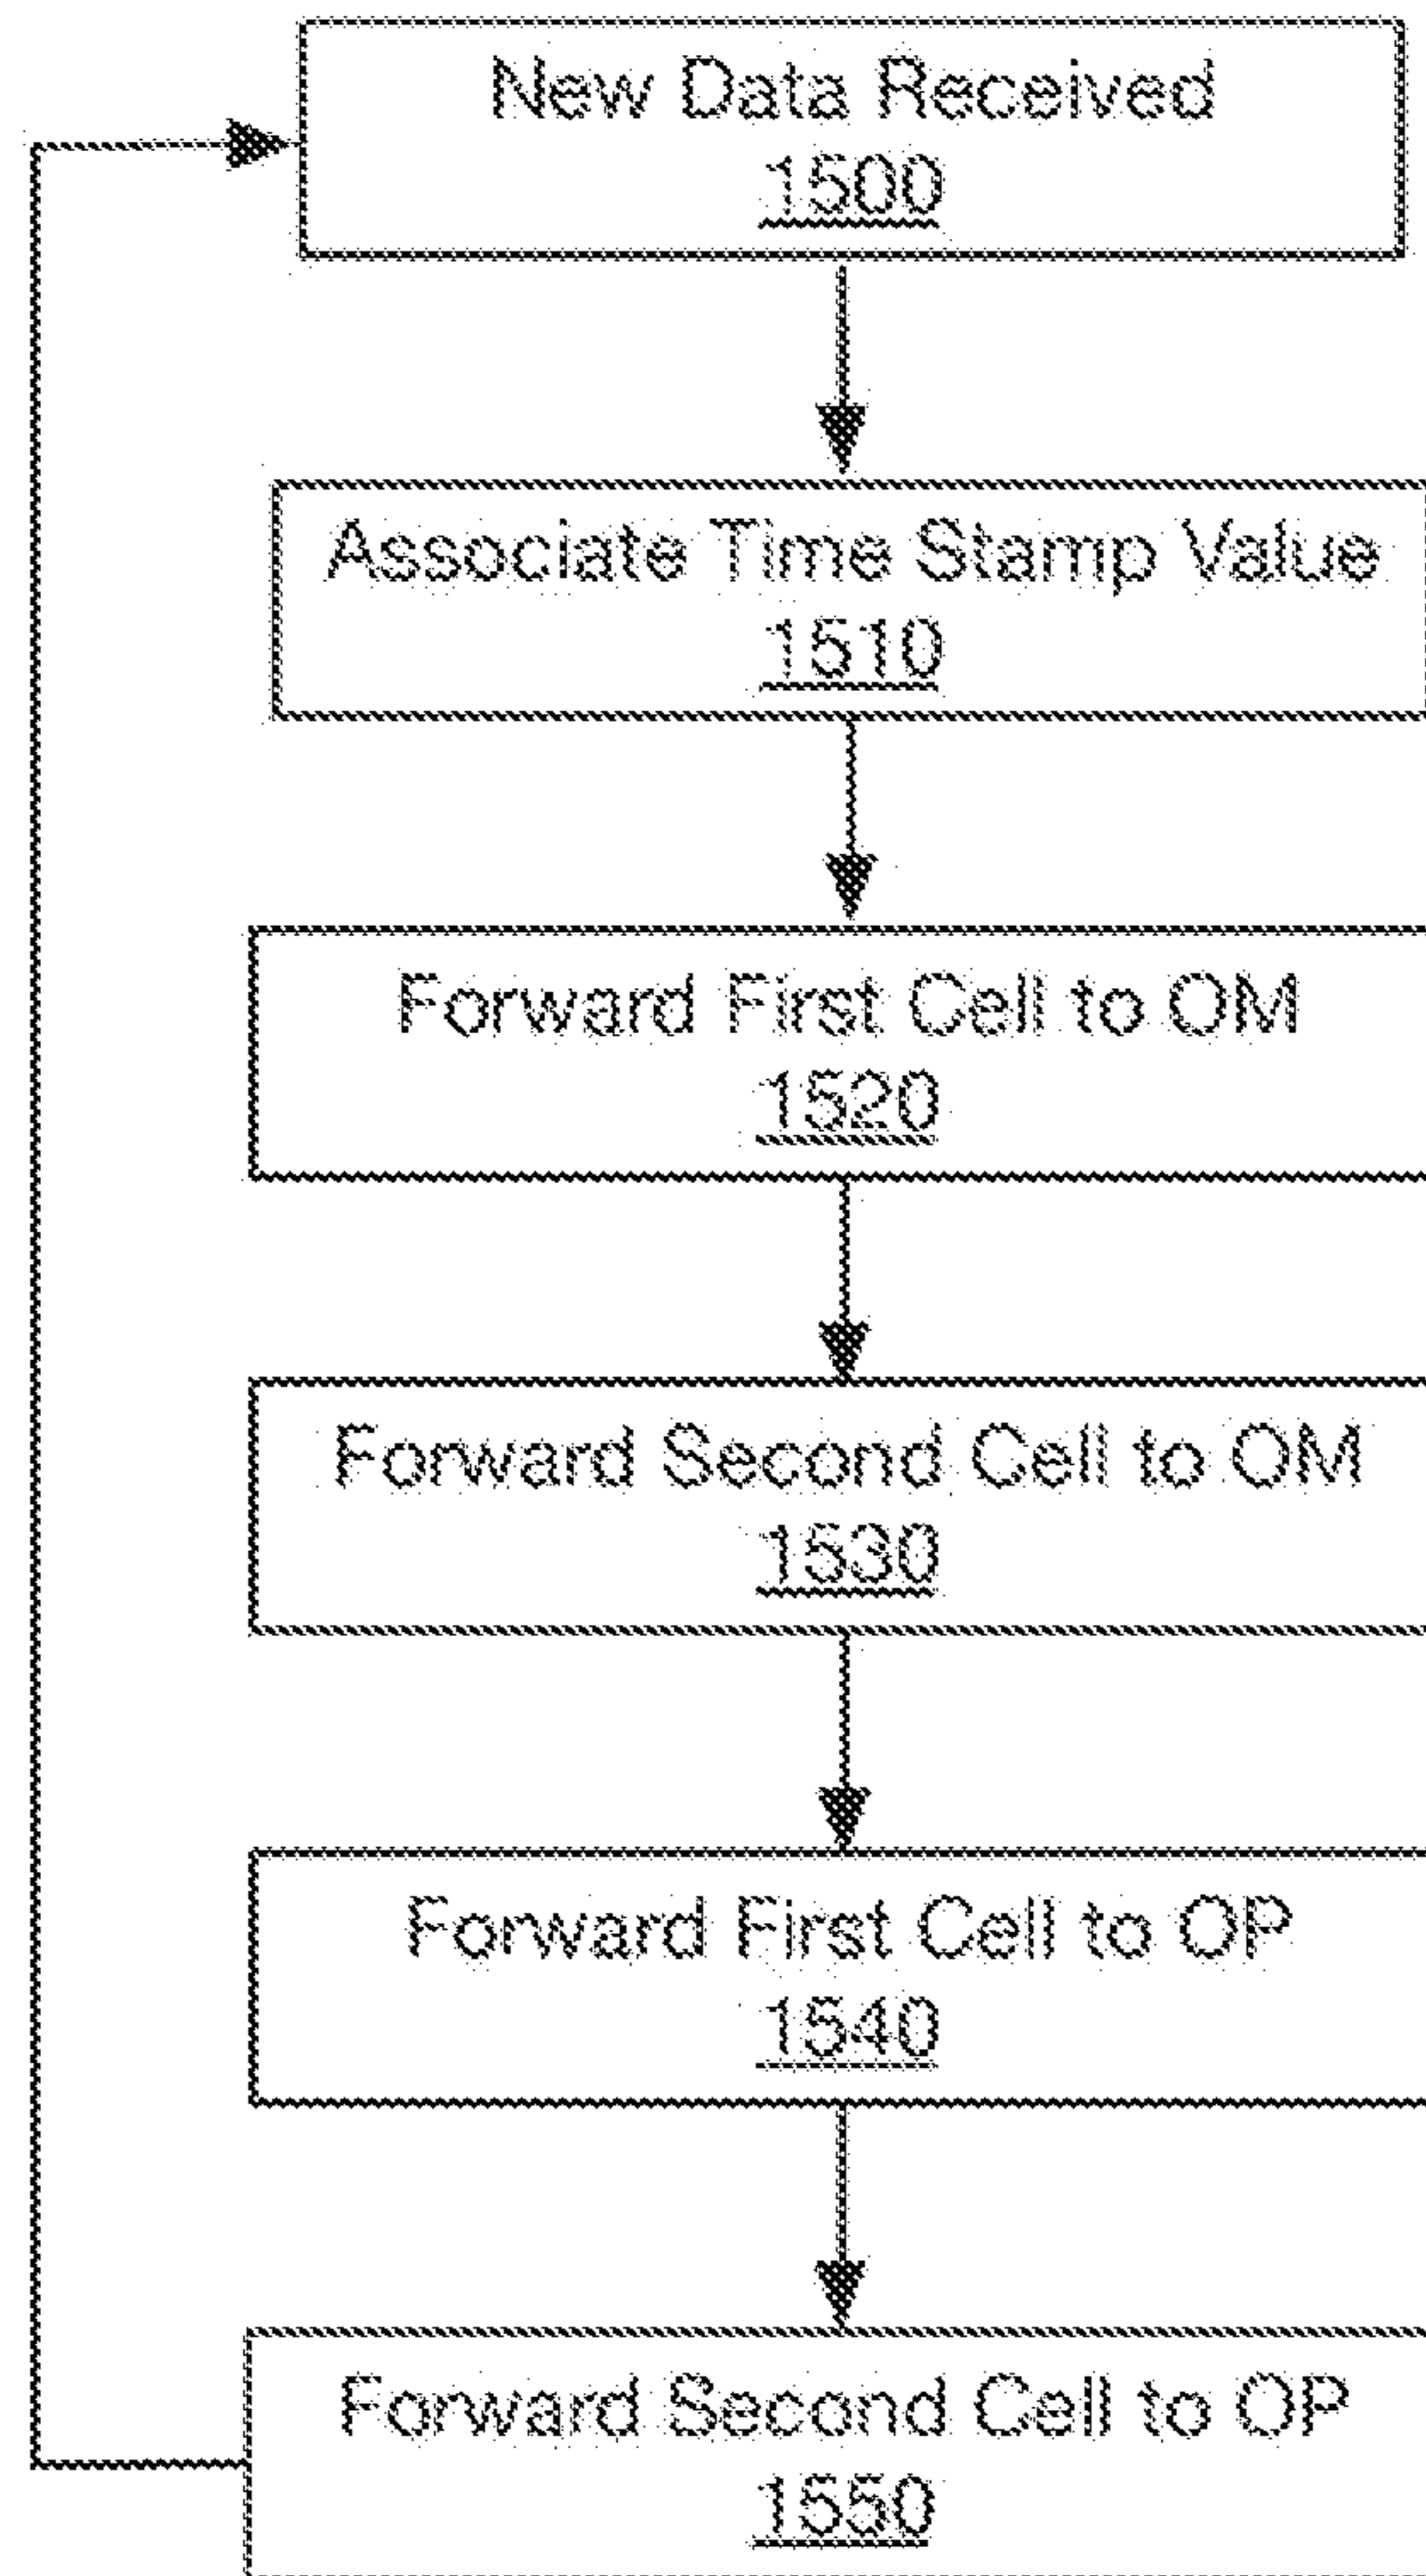 New Data Received
1500
Associate Time Stamp Value
1510
Forward First Cell to OM
1520
Forward Second Cell to OM
1530
Forward First Cell to OP
1540
Forward Second Cell to OP
1550